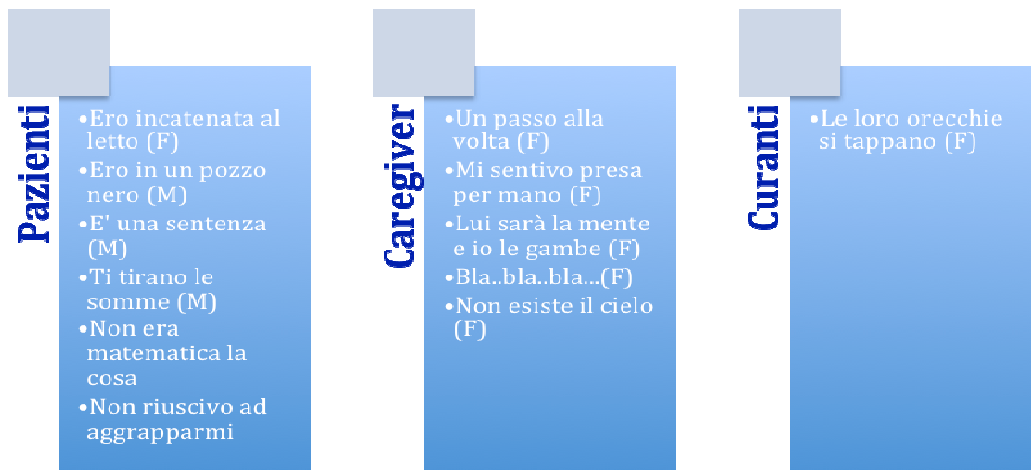 Pazienti
•Ero incatenata al
letto (F)
•Ero in un pozzo
nero (M)
•E' una sentenza
(M)
•Ti tirano le
somme (M)
•Non era
matematica la
cosa
•Non riuscivo ad
aggrapparmi
Caregiver
•Un passo alla
volta (F)
•Mi sentivo presa
per mano (F)
•Lui sarà la mente
e io le gambe (F)
•Bla..bla..bla...(F)
•Non esiste il cielo
(F)
Curanti
•Le loro orecchie
si tappano (F)